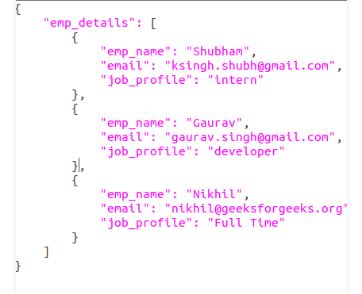 {
    "emp_details": [
        {
            "emp_name": "Shubham",
            "email": "ksingh.shubh@gmail.com",
            "job_profile": "intern"
        },
        {
            "emp_name": "Gaurav",
            "email": "gaurav.singh@gmail.com",
            "job_profile": "developer"
        },
        {
            "emp_name": "Nikhil",
            "email": "nikhil@geeksforgeeks.org"
            "job_profile": "Full Time"
        }
    ]
}